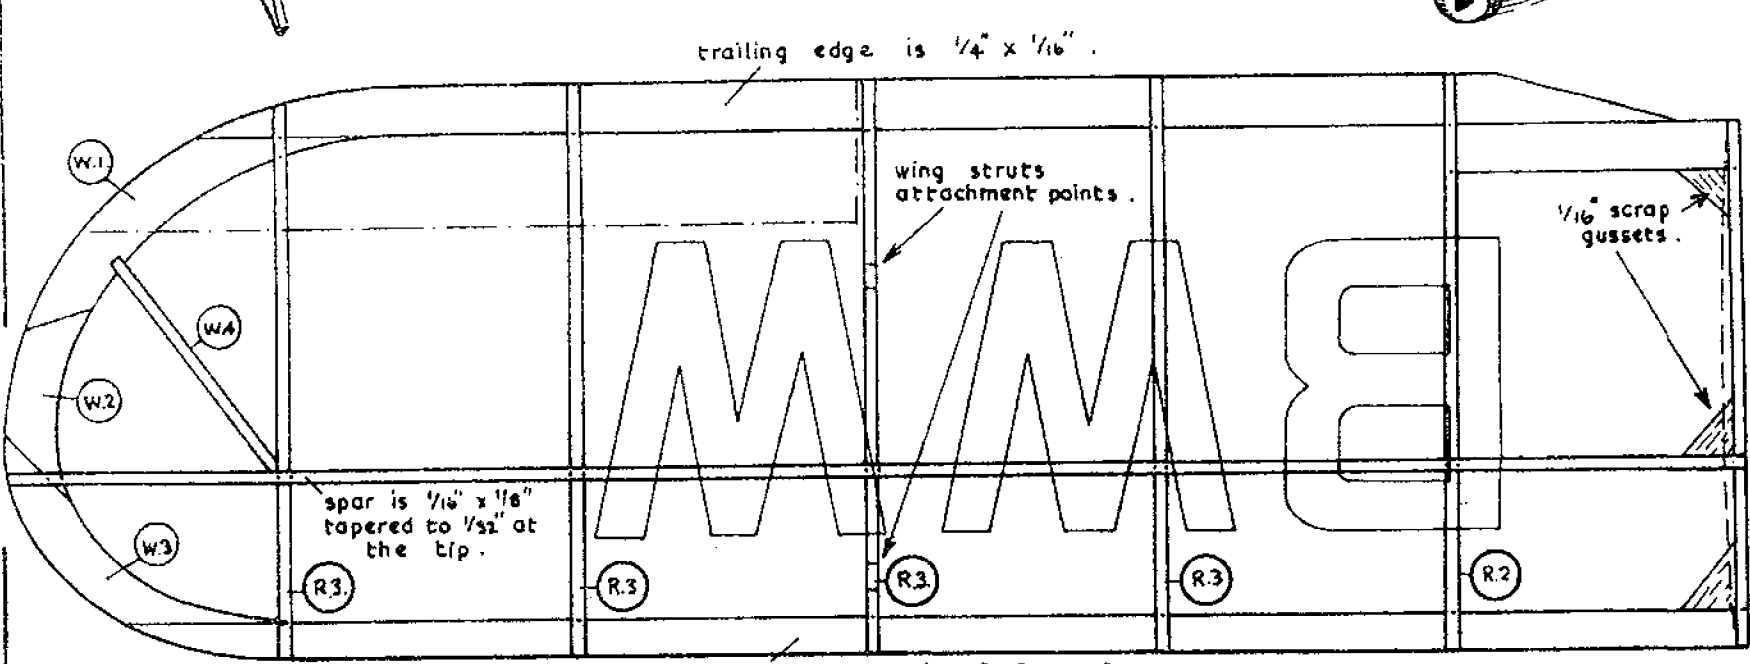 trailing edge is 1/4" x 1/16" .
W.1.
wing struts
attachment points .
1/16" scrap
gussets .
W.4
W.2
spar is 1/16" x 1/8"
tapered to 1/32" at
the tip .
W.3
R.3.
R.3
R.3.
R.3
R.2
WWB